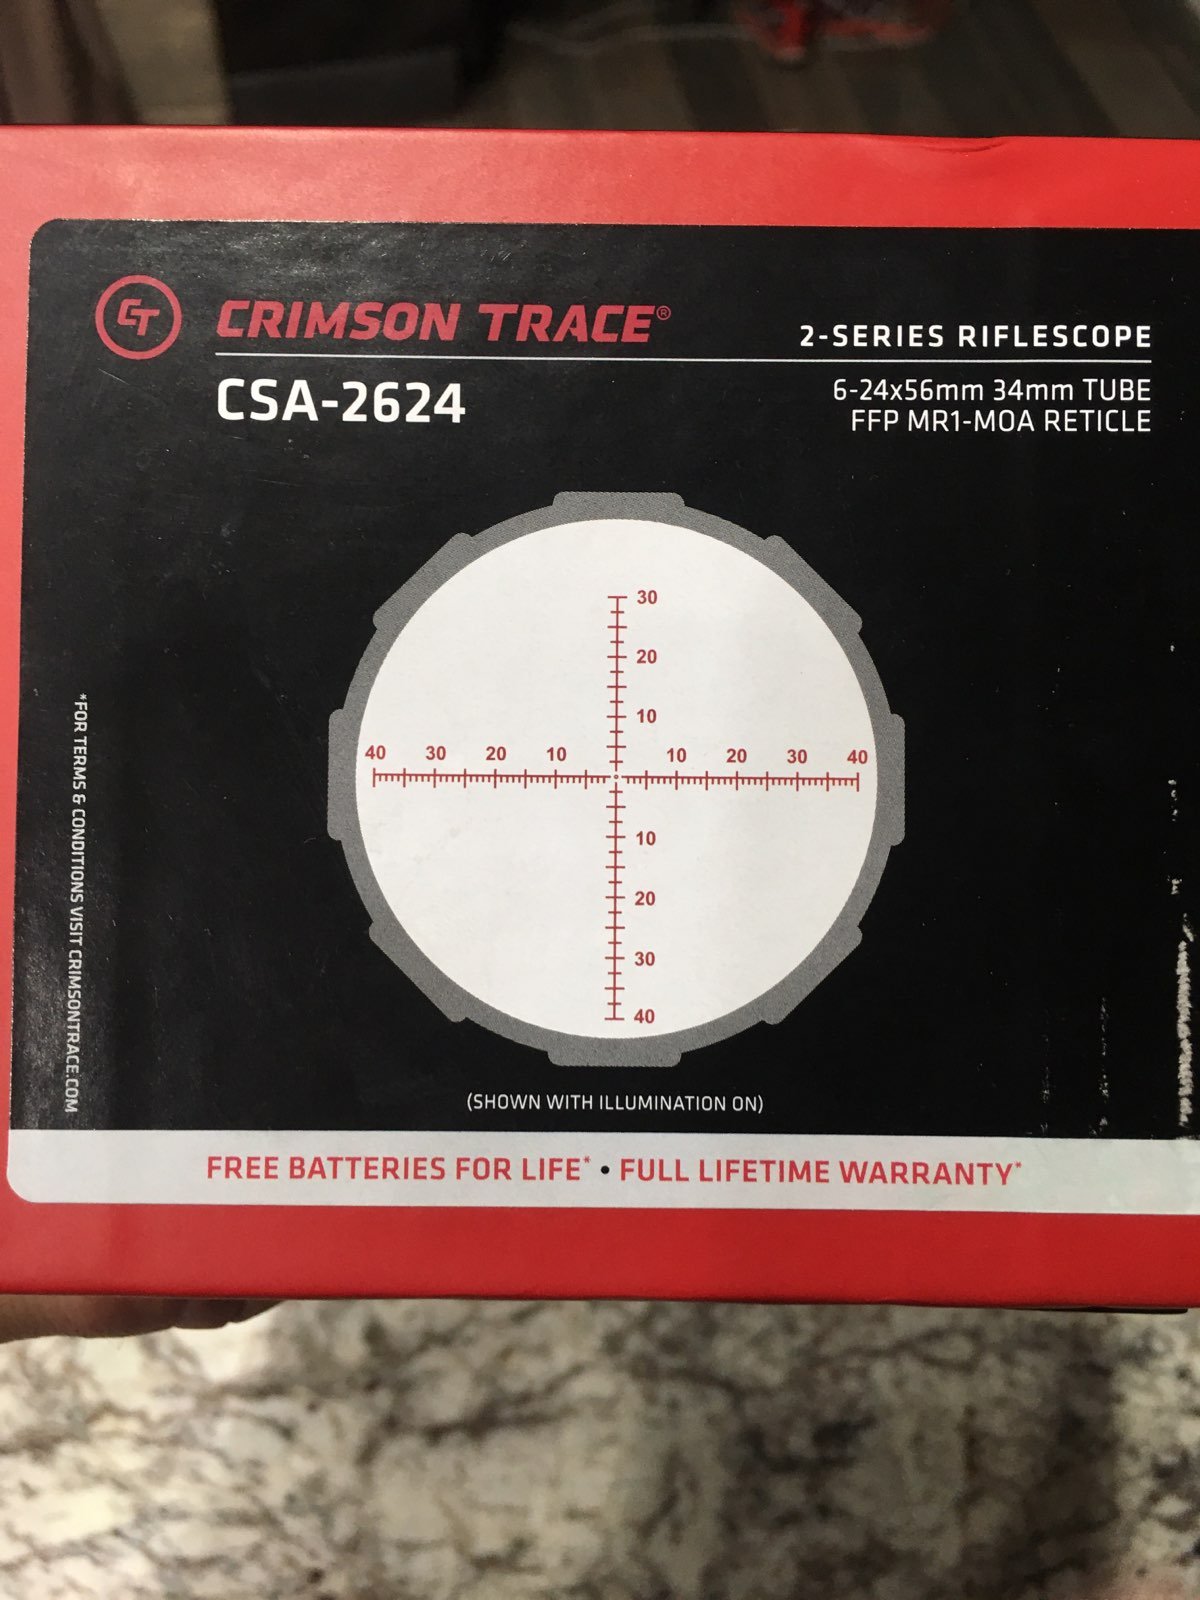 CT CRIMSON TRACE®
2-SERIES RIFLESCOPE
CSA-2624
6-24x56mm 34mm TUBE
FFP MR1-MOA RETICLE
30
20
10
40 30 20 10 10 20 30 40
10
20
30
40
(SHOWN WITH ILLUMINATION ON)
*FOR TERMS & CONDITIONS VISIT CRIMSONTRACE.COM
FREE BATTERIES FOR LIFE* • FULL LIFETIME WARRANTY*